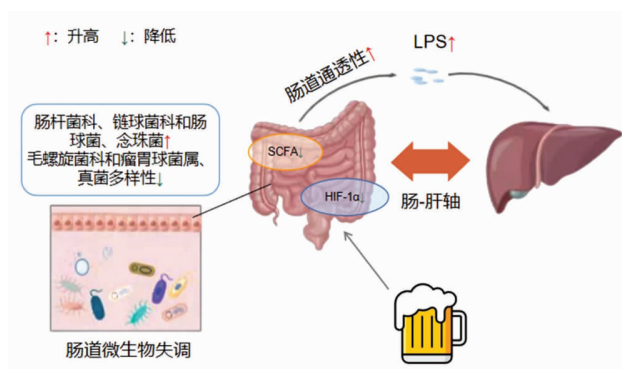 ↑：升高 ↓：降低
肠道通透性↑
LPS↑
肠杆菌科、链球菌科和肠
球菌、念珠菌↑
毛螺旋菌科和瘤胃球菌属、
真菌多样性↓
SCFA↓
HIF-1α↓
肠-肝轴
肠道微生物失调